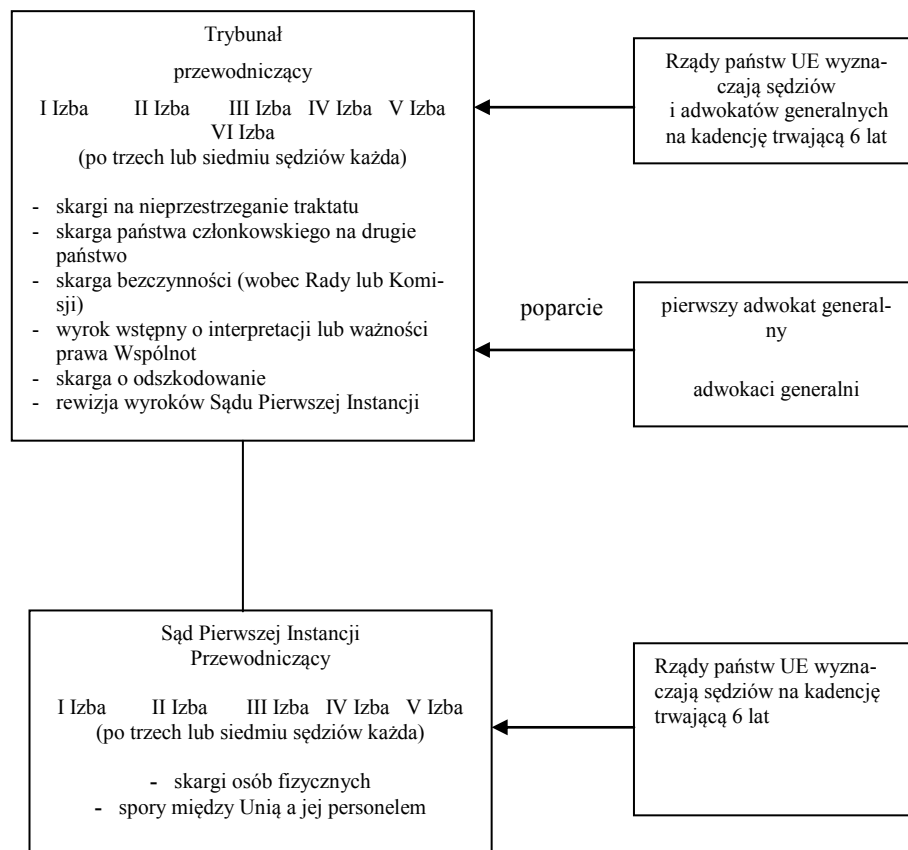 Trybunał
przewodniczący
I Izba II Izba III Izba IV Izba V Izba
VI Izba
(po trzech lub siedmiu sędziów każda)
- skargi na nieprzestrzeganie traktatu
- skarga państwa członkowskiego na drugie
państwo
- skarga bezczynności (wobec Rady lub Komi-
sji)
- wyrok wstępny o interpretacji lub ważności
prawa Wspólnot
- skarga o odszkodowanie
- rewizja wyroków Sądu Pierwszej Instancji
Rządy państw UE wyzna-
czają sędziów
i adwokatów generalnych
na kadencję trwającą 6 lat
poparcie
pierwszy adwokat general-
ny
adwokaci generalni
Sąd Pierwszej Instancji
Przewodniczący
I Izba II Izba III Izba IV Izba V Izba
(po trzech lub siedmiu sędziów każda)
- skargi osób fizycznych
- spory między Unią a jej personelem
Rządy państw UE wyzna-
czają sędziów na kadencję
trwającą 6 lat